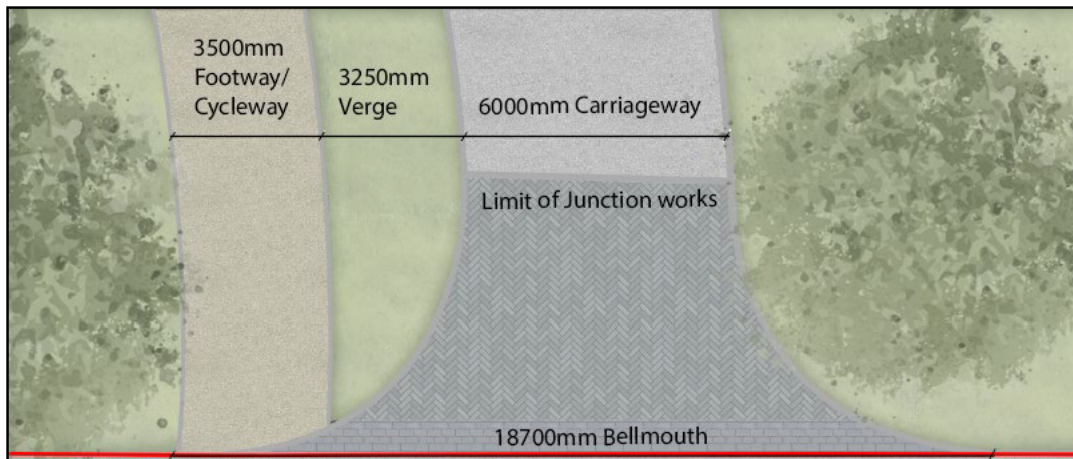 3500mm
Footway/
Cycleway
3250mm
Verge
6000mm Carriageway
Limit of Junction works
18700mm Bellmouth